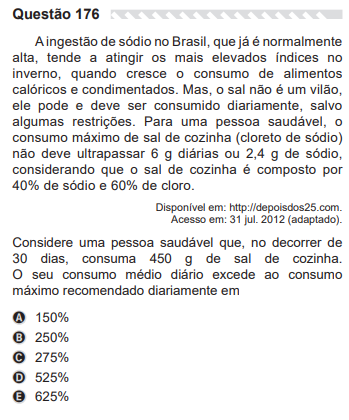 Questão 176
A ingestão de sódio no Brasil, que já é normalmente
alta, tende a atingir os mais elevados índices no
inverno, quando cresce o consumo de alimentos
calóricos e condimentados. Mas, o sal não é um vilão,
ele pode e deve ser consumido diariamente, salvo
algumas restrições. Para uma pessoa saudável, o
consumo máximo de sal de cozinha (cloreto de sódio)
não deve ultrapassar 6 g diárias ou 2,4 g de sódio,
considerando que o sal de cozinha é composto por
40% de sódio e 60% de cloro.
Disponível em: http://depoisdos25.com.
Acesso em: 31 jul. 2012 (adaptado).
Considere uma pessoa saudável que, no decorrer de
30 dias, consuma 450 g de sal de cozinha.
O seu consumo médio diário excede ao consumo
máximo recomendado diariamente em
A 150%
B 250%
C 275%
D 525%
E 625%